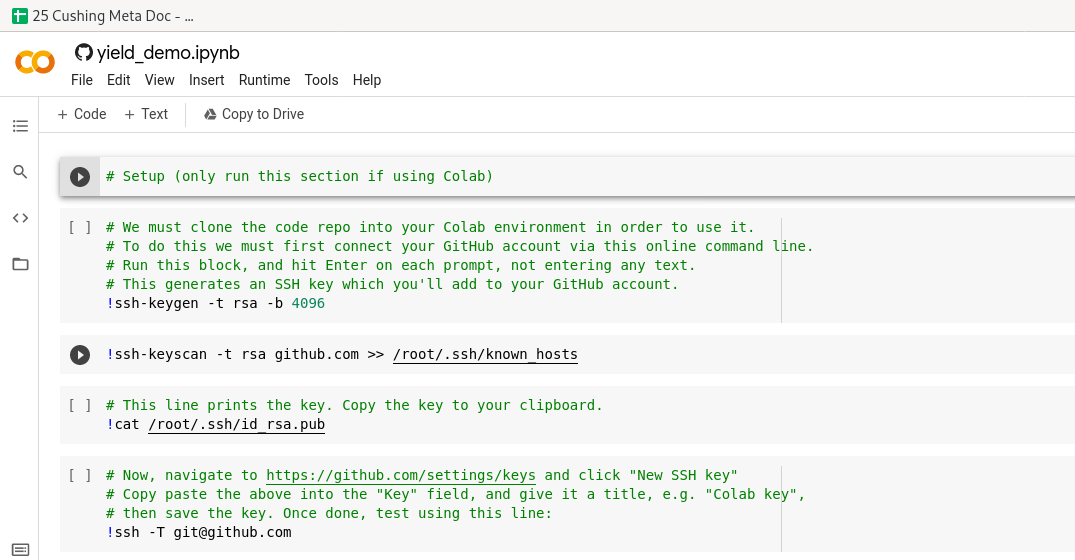 25 Cushing Meta Doc - ...
yield_demo.ipynb
File Edit View Insert Runtime Tools Help
+ Code + Text Copy to Drive
# Setup (only run this section if using Colab)
[ ] # We must clone the code repo into your Colab environment in order to use it.
# To do this we must first connect your GitHub account via this online command line.
# Run this block, and hit Enter on each prompt, not entering any text.
# This generates an SSH key which you'll add to your GitHub account.
!ssh-keygen -t rsa -b 4096
!ssh-keyscan -t rsa github.com >> /root/.ssh/known_hosts
[ ] # This line prints the key. Copy the key to your clipboard.
!cat /root/.ssh/id_rsa.pub
[ ] # Now, navigate to https://github.com/settings/keys and click "New SSH key"
# Copy paste the above into the "Key" field, and give it a title, e.g. "Colab key",
# then save the key. Once done, test using this line:
!ssh -T git@github.com